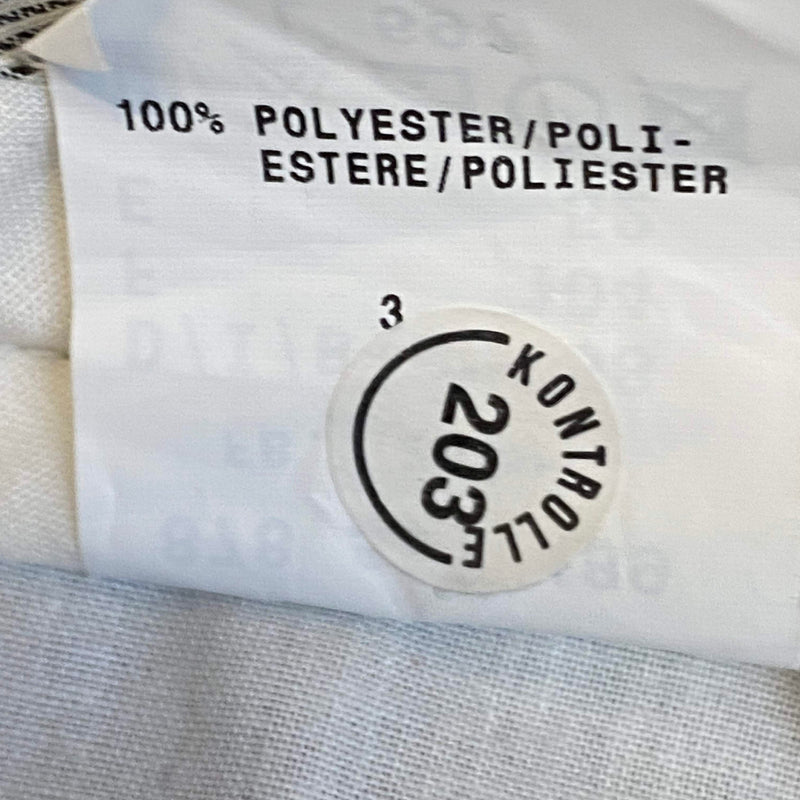 100% POLYESTER/POLI-
ESTERE/POLIESTER
3
KONTROLLE
203